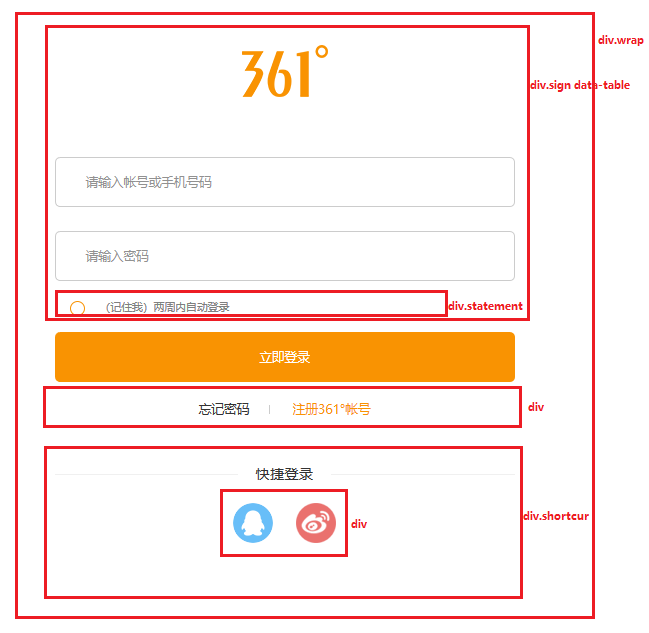 div.wrap
361°
div.sign data-table
请输入帐号或手机号码
请输入密码
(记住我) 两周内自动登录
div.statement
立即登录
忘记密码 | 注册361°帐号
div
快捷登录
div.shortcur
div